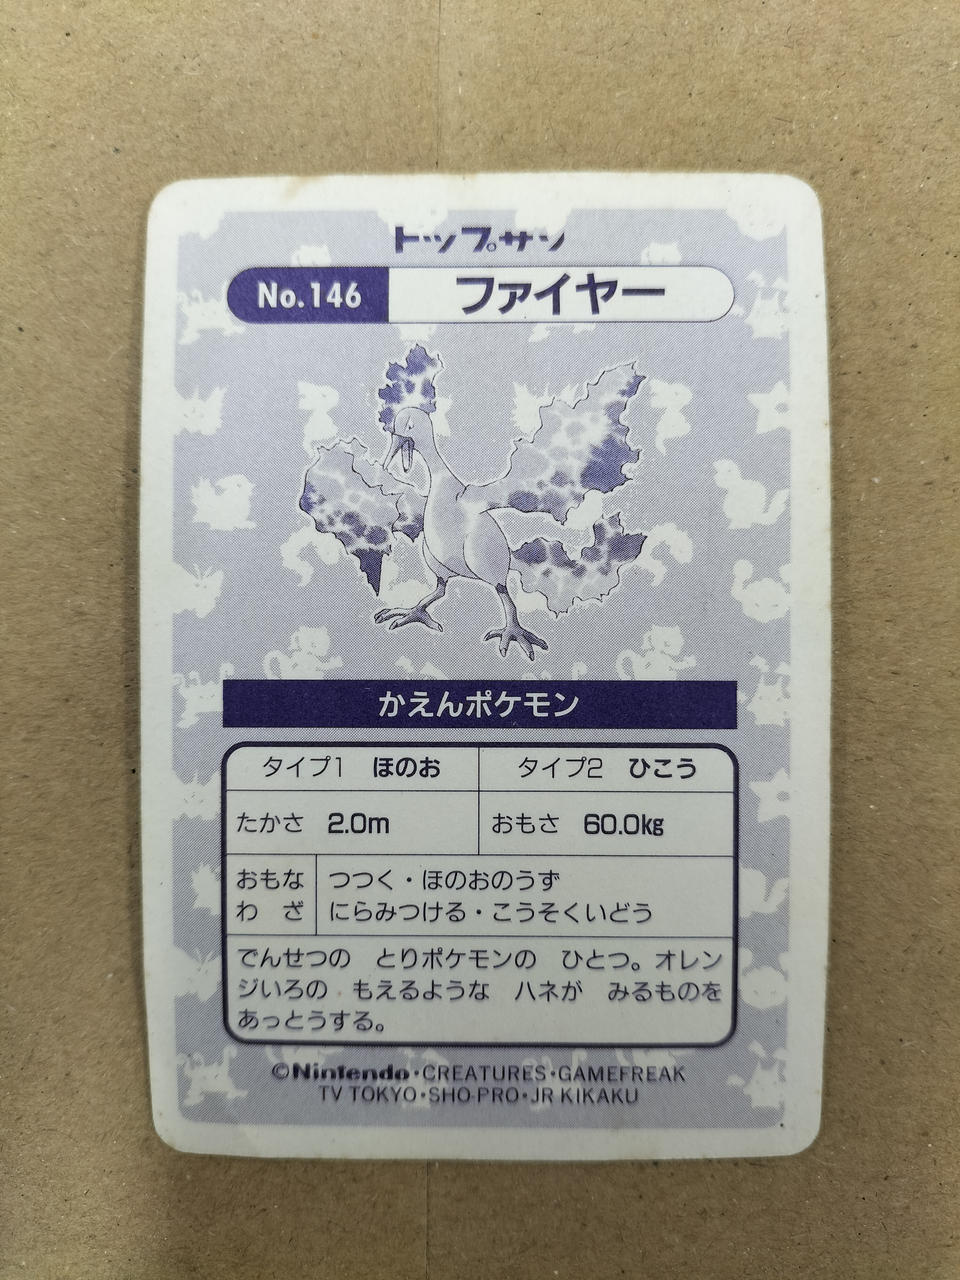 トップサン
No.146 ファイヤー
かえんポケモン
タイプ1 ほのお タイプ2 ひこう
たかさ 2.0m おもさ 60.0kg
おもな つつく・ほのおのうず
わ ざ にらみつける・こうそくいどう
でんせつの とりポケモンの ひとつ。オレン
ジいろの もえるような ハネが みるものを
あっとうする。
©Nintendo・CREATURES・GAMEFREAK
TV TOKYO・SHO-PRO・JR KIKAKU